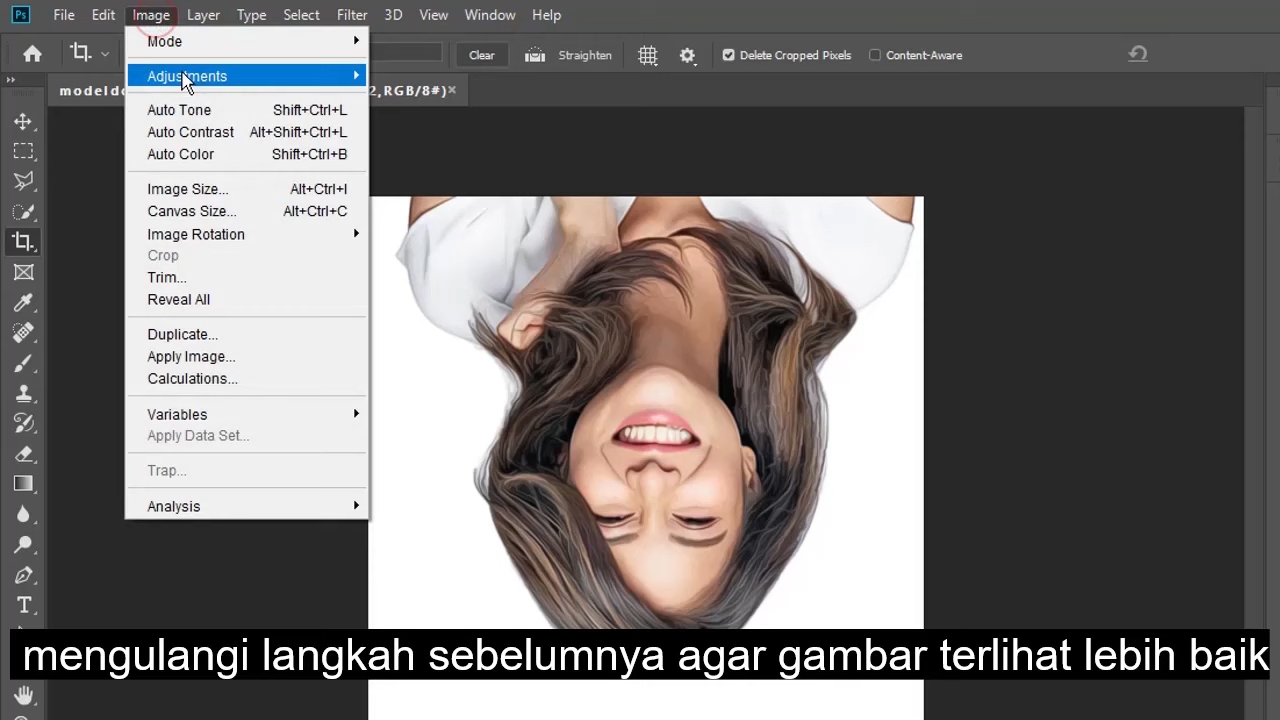 Ps File Edit Image Layer Type Select Filter 3D View Window Help
Clear Straighten Delete Cropped Pixels Content-Aware
2,RGB/8#) ×
Mode
Adjustments
Auto Tone Shift+Ctrl+L
Auto Contrast Alt+Shift+Ctrl+L
Auto Color Shift+Ctrl+B
Image Size... Alt+Ctrl+I
Canvas Size... Alt+Ctrl+C
Image Rotation
Crop
Trim...
Reveal All
Duplicate...
Apply Image...
Calculations...
Variables
Apply Data Set...
Trap...
Analysis
mengulangi langkah sebelumnya agar gambar terlihat lebih baik